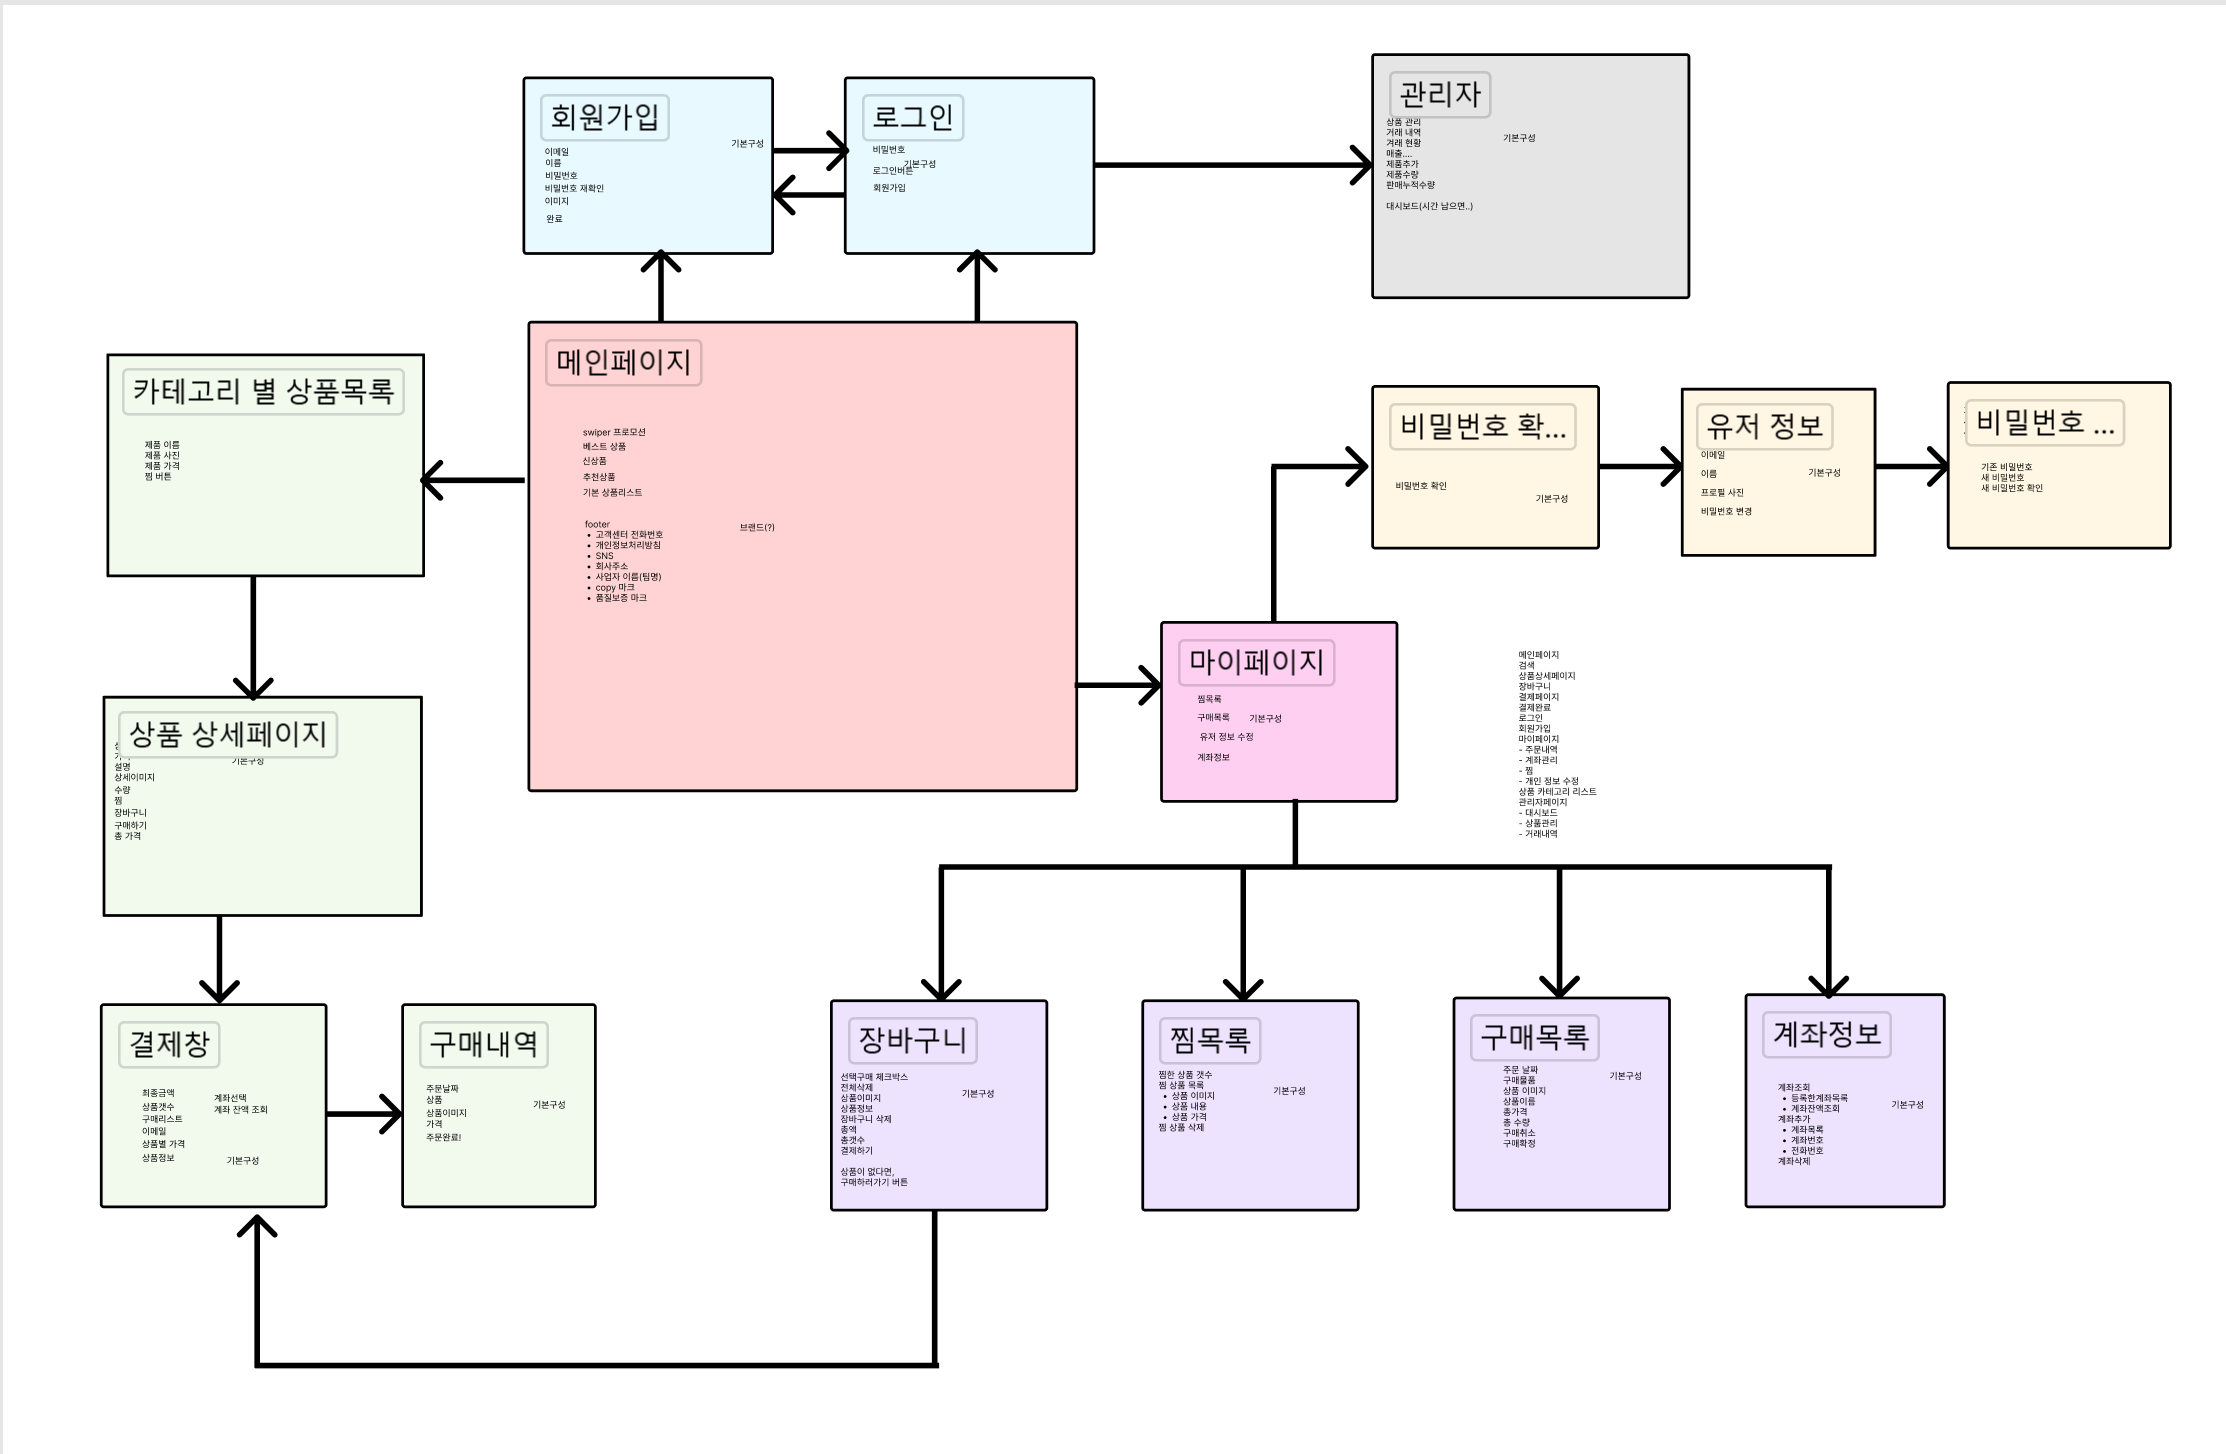 회원가입
기본구성
이메일
이름
비밀번호
비밀번호 재확인
이미지
완료
로그인
비밀번호
기본구성
로그인버튼
회원가입
관리자
상품 관리
거래 내역
겨래 현황
매출....
제품추가
제품수량
판매누적수량
대시보드(시간 남으면..)
기본구성
카테고리 별 상품목록
제품 이름
제품 사진
제품 가격
찜 버튼
메인페이지
swiper 프로모션
베스트 상품
신상품
추천상품
기본 상품리스트
footer
• 고객센터 전화번호
• 개인정보처리방침
• SNS
• 회사주소
• 사업자 이름(팀명)
• copy 마크
• 품질보증 마크
브랜드(?)
비밀번호 확...
비밀번호 확인
기본구성
유저 정보
이메일
이름
프로필 사진
비밀번호 변경
기본구성
비밀번호 ...
기존 비밀번호
새 비밀번호
새 비밀번호 확인
마이페이지
찜목록
구매목록
기본구성
유저 정보 수정
계좌정보
메인페이지
검색
상품상세페이지
장바구니
결제페이지
결제완료
로그인
회원가입
마이페이지
- 주문내역
- 계좌관리
- 찜
- 개인 정보 수정
상품 카테고리 리스트
관리자페이지
- 대시보드
- 상품관리
- 거래내역
상품 상세페이지
기본구성
설명
상세이미지
수량
찜
장바구니
구매하기
총 가격
결제창
최종금액
상품갯수
구매리스트
이메일
상품별 가격
상품정보
계좌선택
계좌 잔액 조회
기본구성
구매내역
주문날짜
상품
상품이미지
가격
주문완료!
기본구성
장바구니
선택구매 체크박스
전체삭제
상품이미지
상품정보
장바구니 삭제
총액
총갯수
결제하기
상품이 없다면,
구매하러가기 버튼
기본구성
찜목록
찜한 상품 갯수
찜 상품 목록
• 상품 이미지
• 상품 내용
• 상품 가격
찜 상품 삭제
기본구성
구매목록
주문 날짜
구매물품
상품 이미지
상품이름
총가격
총 수량
구매취소
구매확정
기본구성
계좌정보
계좌조회
• 등록한계좌목록
• 계좌잔액조회
계좌추가
• 계좌목록
• 계좌번호
• 전화번호
계좌삭제
기본구성